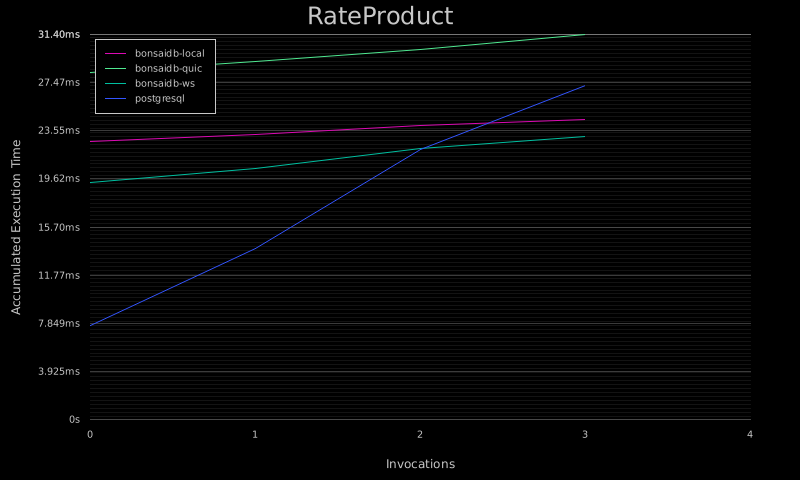 RateProduct
31.40ms
bonsaidb-local
bonsaidb-quic
27.47ms
bonsaidb-ws
postgresql
23.55ms
19.62ms
15.70ms
11.77ms
7.849ms
3.925ms
0s
Accumulated Execution Time
0 1 2 3 4
Invocations